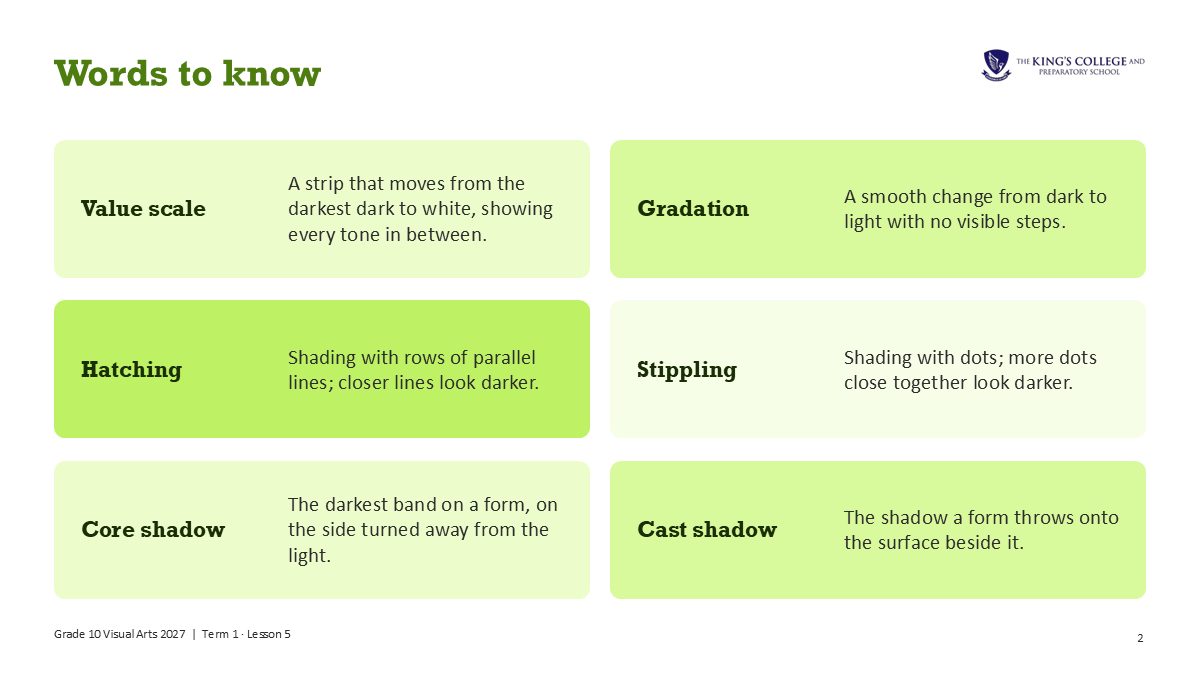 Words to know
THE KING'S COLLEGE AND
PREPARATORY SCHOOL
Value scale
A strip that moves from the
darkest dark to white, showing
every tone in between.
Gradation
A smooth change from dark to
light with no visible steps.
Hatching
Shading with rows of parallel
lines; closer lines look darker.
Stippling
Shading with dots; more dots
close together look darker.
Core shadow
The darkest band on a form, on
the side turned away from the
light.
Cast shadow
The shadow a form throws onto
the surface beside it.
Grade 10 Visual Arts 2027 | Term 1 · Lesson 5
2